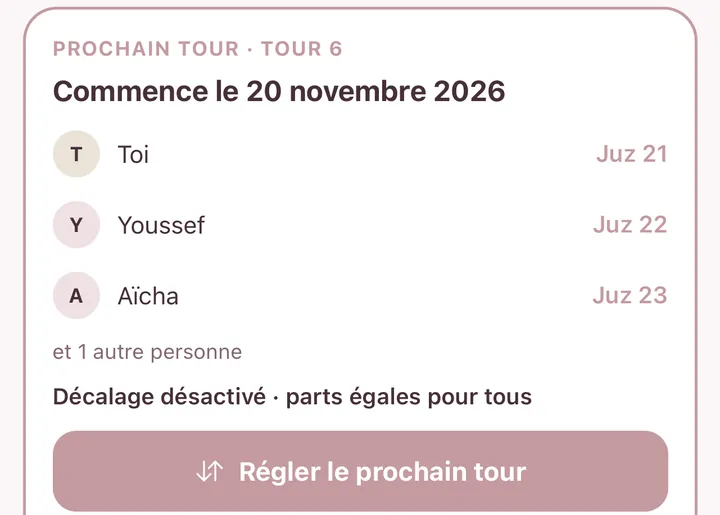 PROCHAIN TOUR · TOUR 6
Commence le 20 novembre 2026
T Toi Juz 21
Y Youssef Juz 22
A Aïcha Juz 23
et 1 autre personne
Décalage désactivé · parts égales pour tous
Régler le prochain tour